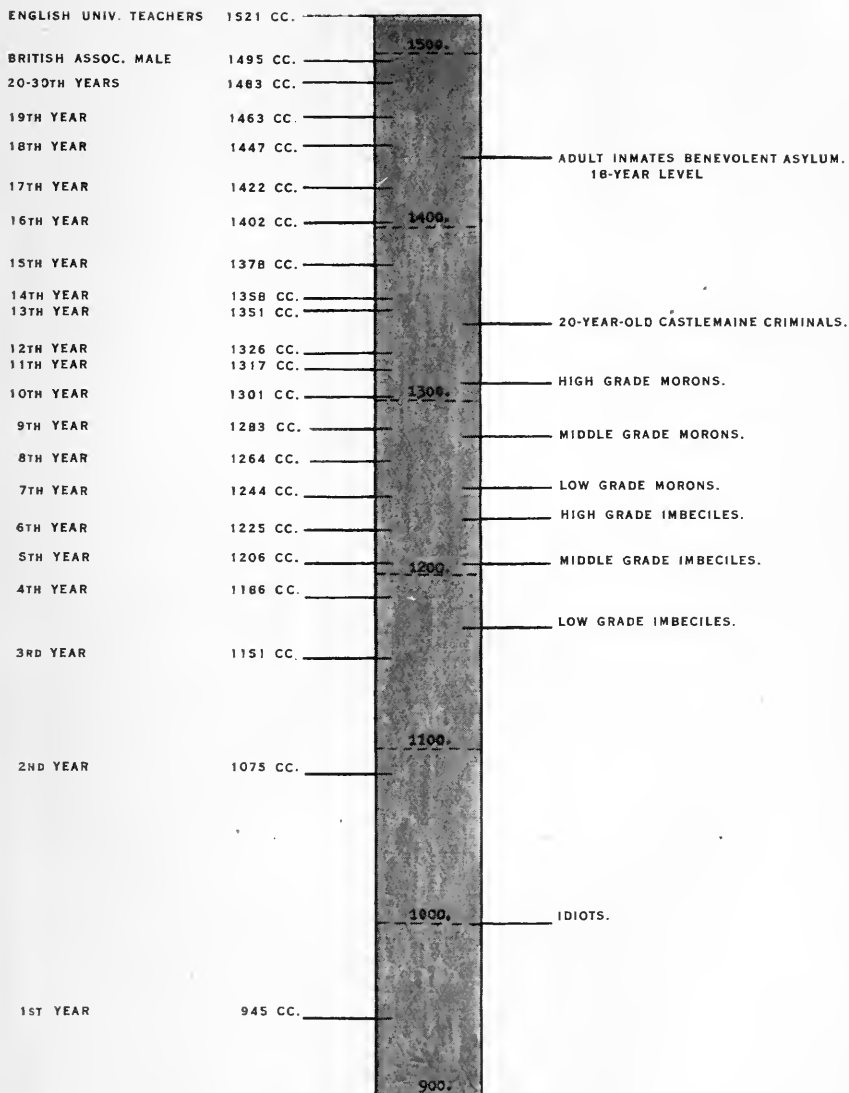 ENGLISH UNIV. TEACHERS 1521 CC.
1500.
BRITISH ASSOC. MALE 1495 CC.
20-30TH YEARS 1483 CC.
19TH YEAR 1463 CC.
18TH YEAR 1447 CC.
ADULT INMATES BENEVOLENT ASYLUM.
18-YEAR LEVEL
17TH YEAR 1422 CC.
16TH YEAR 1402 CC.
1400.
15TH YEAR 1378 CC.
14TH YEAR 1358 CC.
13TH YEAR 1351 CC.
20-YEAR-OLD CASTLEMAINE CRIMINALS.
12TH YEAR 1326 CC.
11TH YEAR 1317 CC.
HIGH GRADE MORONS.
10TH YEAR 1301 CC.
1300.
9TH YEAR 1283 CC.
MIDDLE GRADE MORONS.
8TH YEAR 1264 CC.
7TH YEAR 1244 CC.
LOW GRADE MORONS.
HIGH GRADE IMBECILES.
6TH YEAR 1225 CC.
5TH YEAR 1206 CC.
MIDDLE GRADE IMBECILES.
1200.
4TH YEAR 1186 CC.
LOW GRADE IMBECILES.
3RD YEAR 1151 CC.
1100.
2ND YEAR 1075 CC.
1000.
IDIOTS.
1ST YEAR 945 CC.
900.